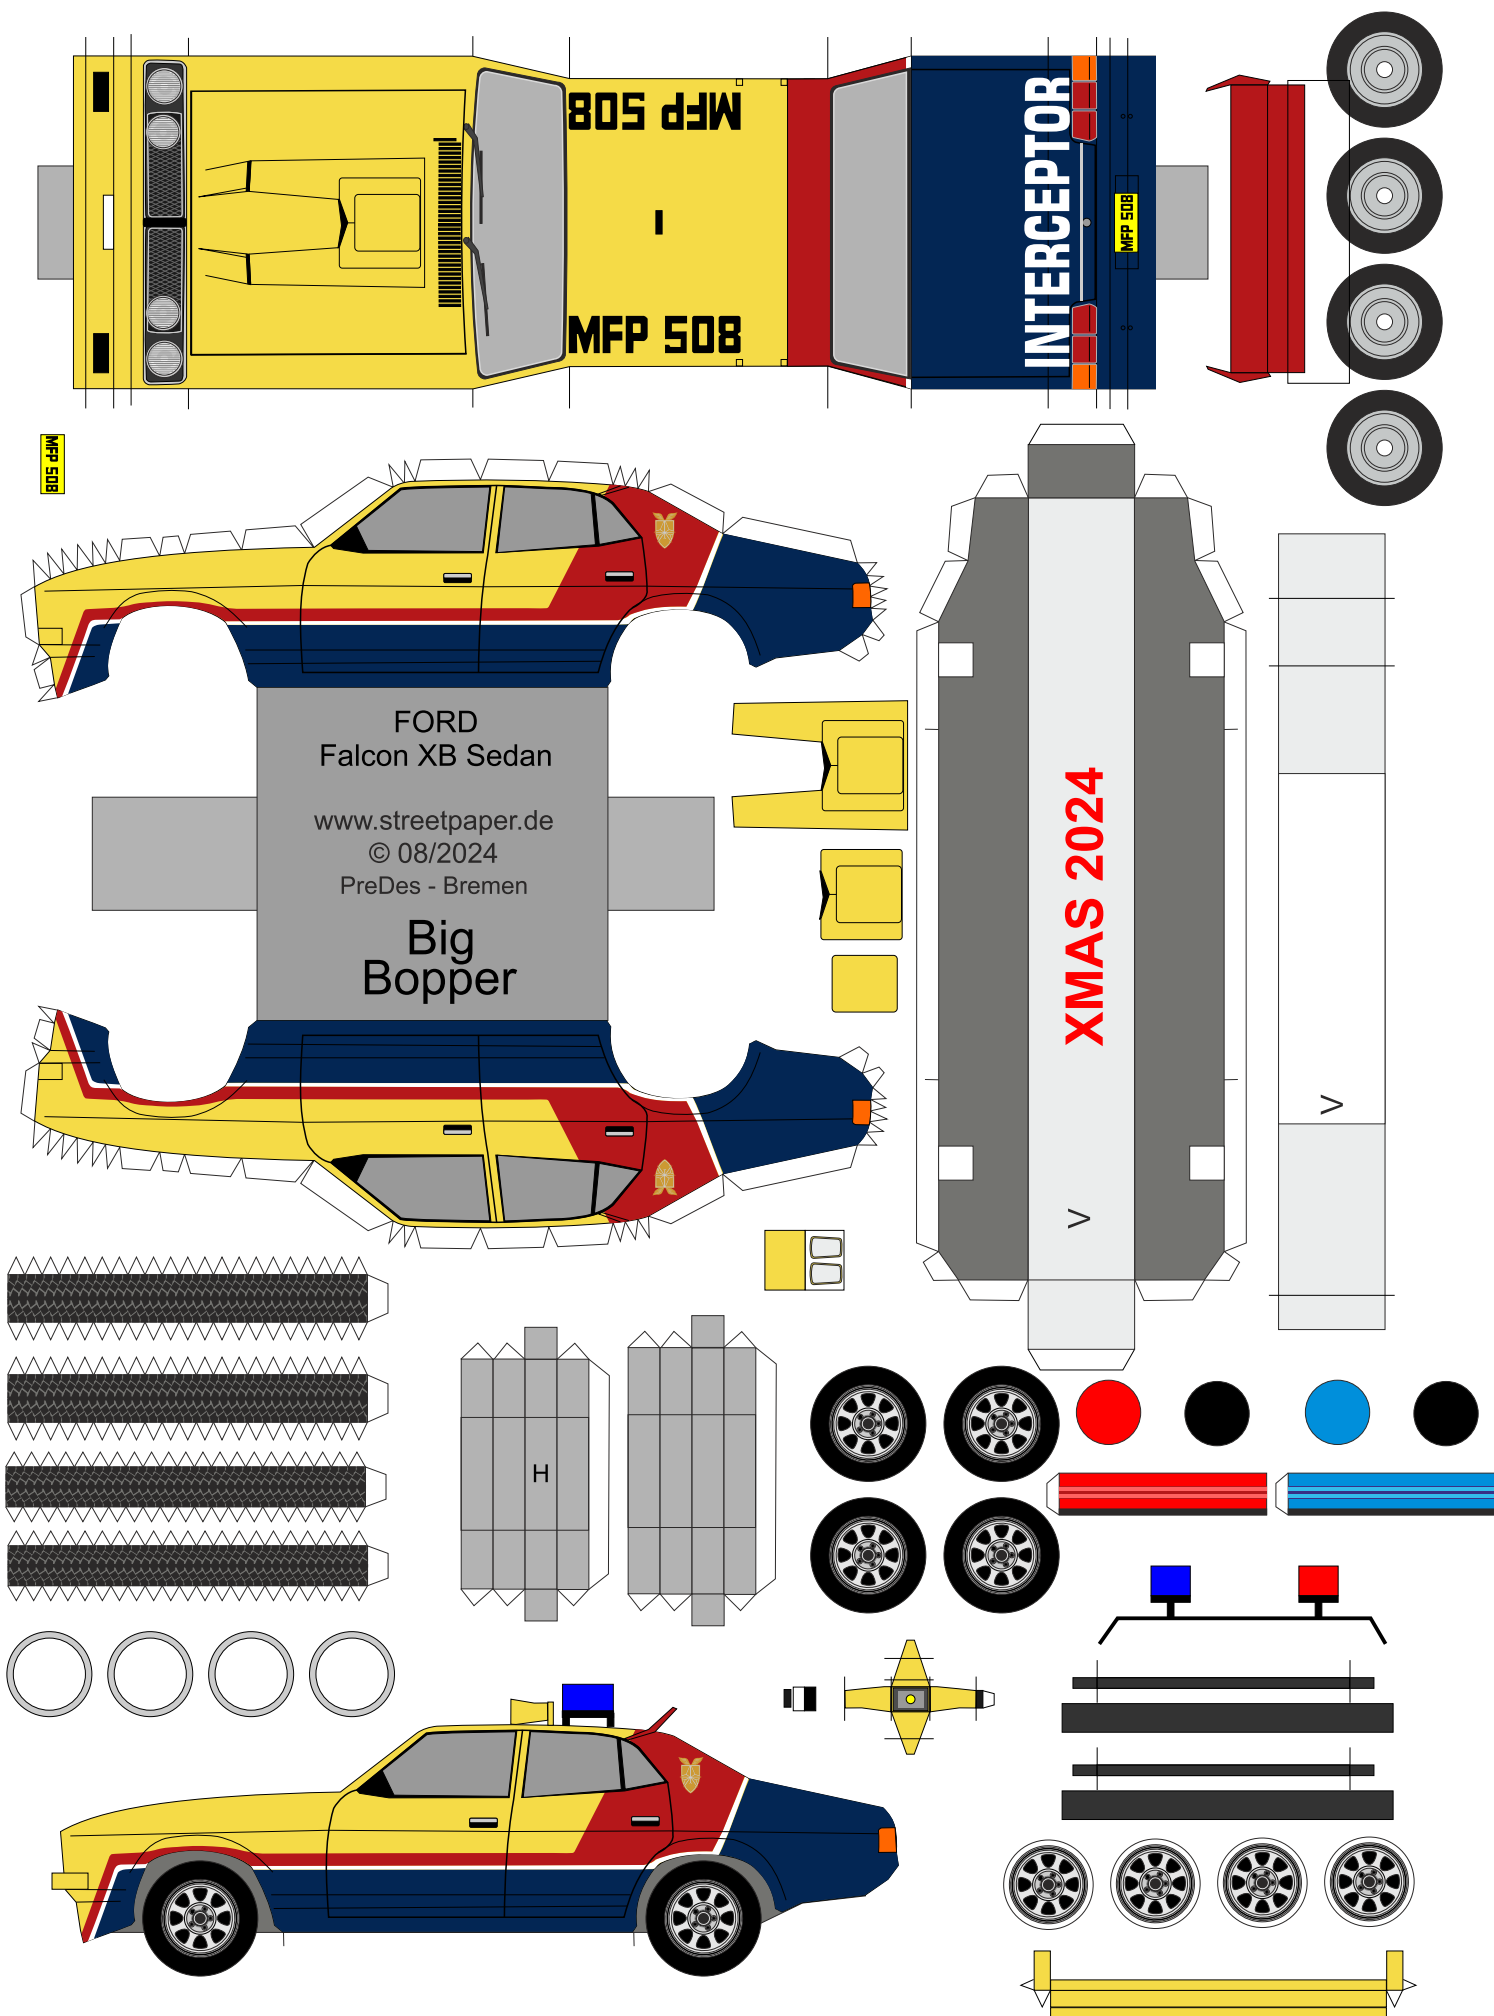 MFP 508
MFP 508
INTERCEPTOR
MFP 508
MFP 508
FORD
Falcon XB Sedan
www.streetpaper.de
© 08/2024
PreDes - Bremen
Big
Bopper
XMAS 2024
V
V
H